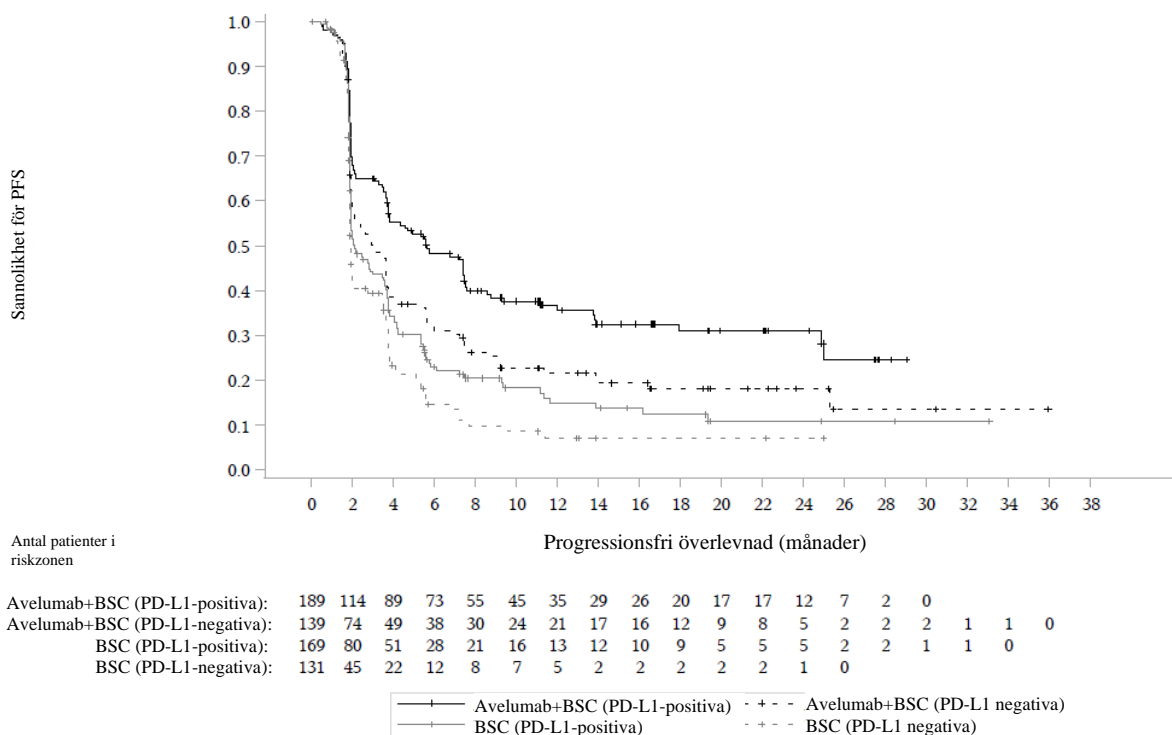 Sannolikhet för PFS
1.0
0.9
0.8
0.7
0.6
0.5
0.4
0.3
0.2
0.1
0.0
0 2 4 6 8 10 12 14 16 18 20 22 24 26 28 30 32 34 36 38
Progressionsfri överlevnad (månader)
Antal patienter i
riskzonen
Avelumab+BSC (PD-L1-positiva): 189 114 89 73 55 45 35 29 26 20 17 17 12 7 2 0
Avelumab+BSC (PD-L1-negativa): 139 74 49 38 30 24 21 17 16 12 9 8 5 2 2 2 1 1 0
BSC (PD-L1-positiva): 169 80 51 28 21 16 13 12 10 9 5 5 5 2 2 1 1 0
BSC (PD-L1-negativa): 131 45 22 12 8 7 5 2 2 2 2 2 1 0
Avelumab+BSC (PD-L1-positiva) Avelumab+BSC (PD-L1 negativa)
BSC (PD-L1-positiva) BSC (PD-L1 negativa)